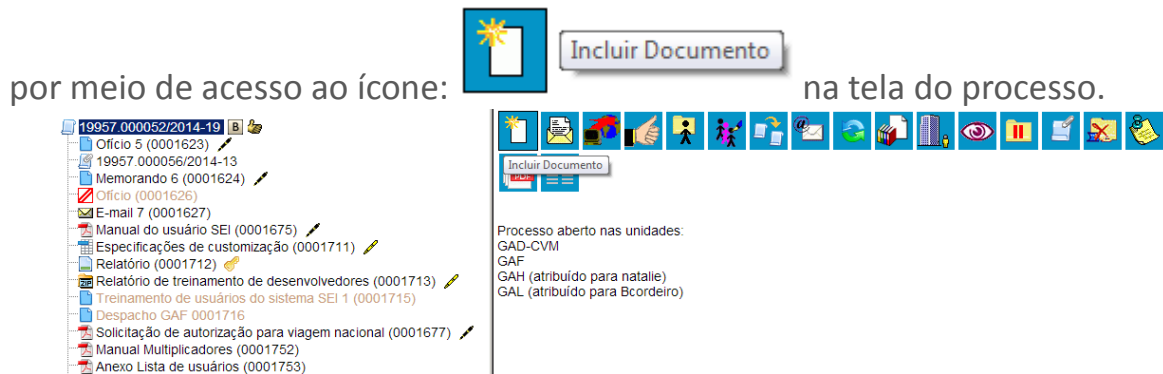 Incluir Documento
por meio de acesso ao ícone: na tela do processo.
19957.000052/2014-19 B
Ofício 5 (0001623)
19957.000056/2014-13
Memorando 6 (0001624)
Ofício (0001626)
E-mail 7 (0001627)
Manual do usuário SEI (0001675)
Especificações de customização (0001711)
Relatório (0001712)
ZIP Relatório de treinamento de desenvolvedores (0001713)
Treinamento de usuários do sistema SEI 1 (0001715)
Despacho GAF 0001716
Solicitação de autorização para viagem nacional (0001677)
Manual Multiplicadores (0001752)
Anexo Lista de usuários (0001753)
Incluir Documento
PDF
Processo aberto nas unidades:
GAD-CVM
GAF
GAH (atribuído para natalie)
GAL (atribuído para Bcordeiro)